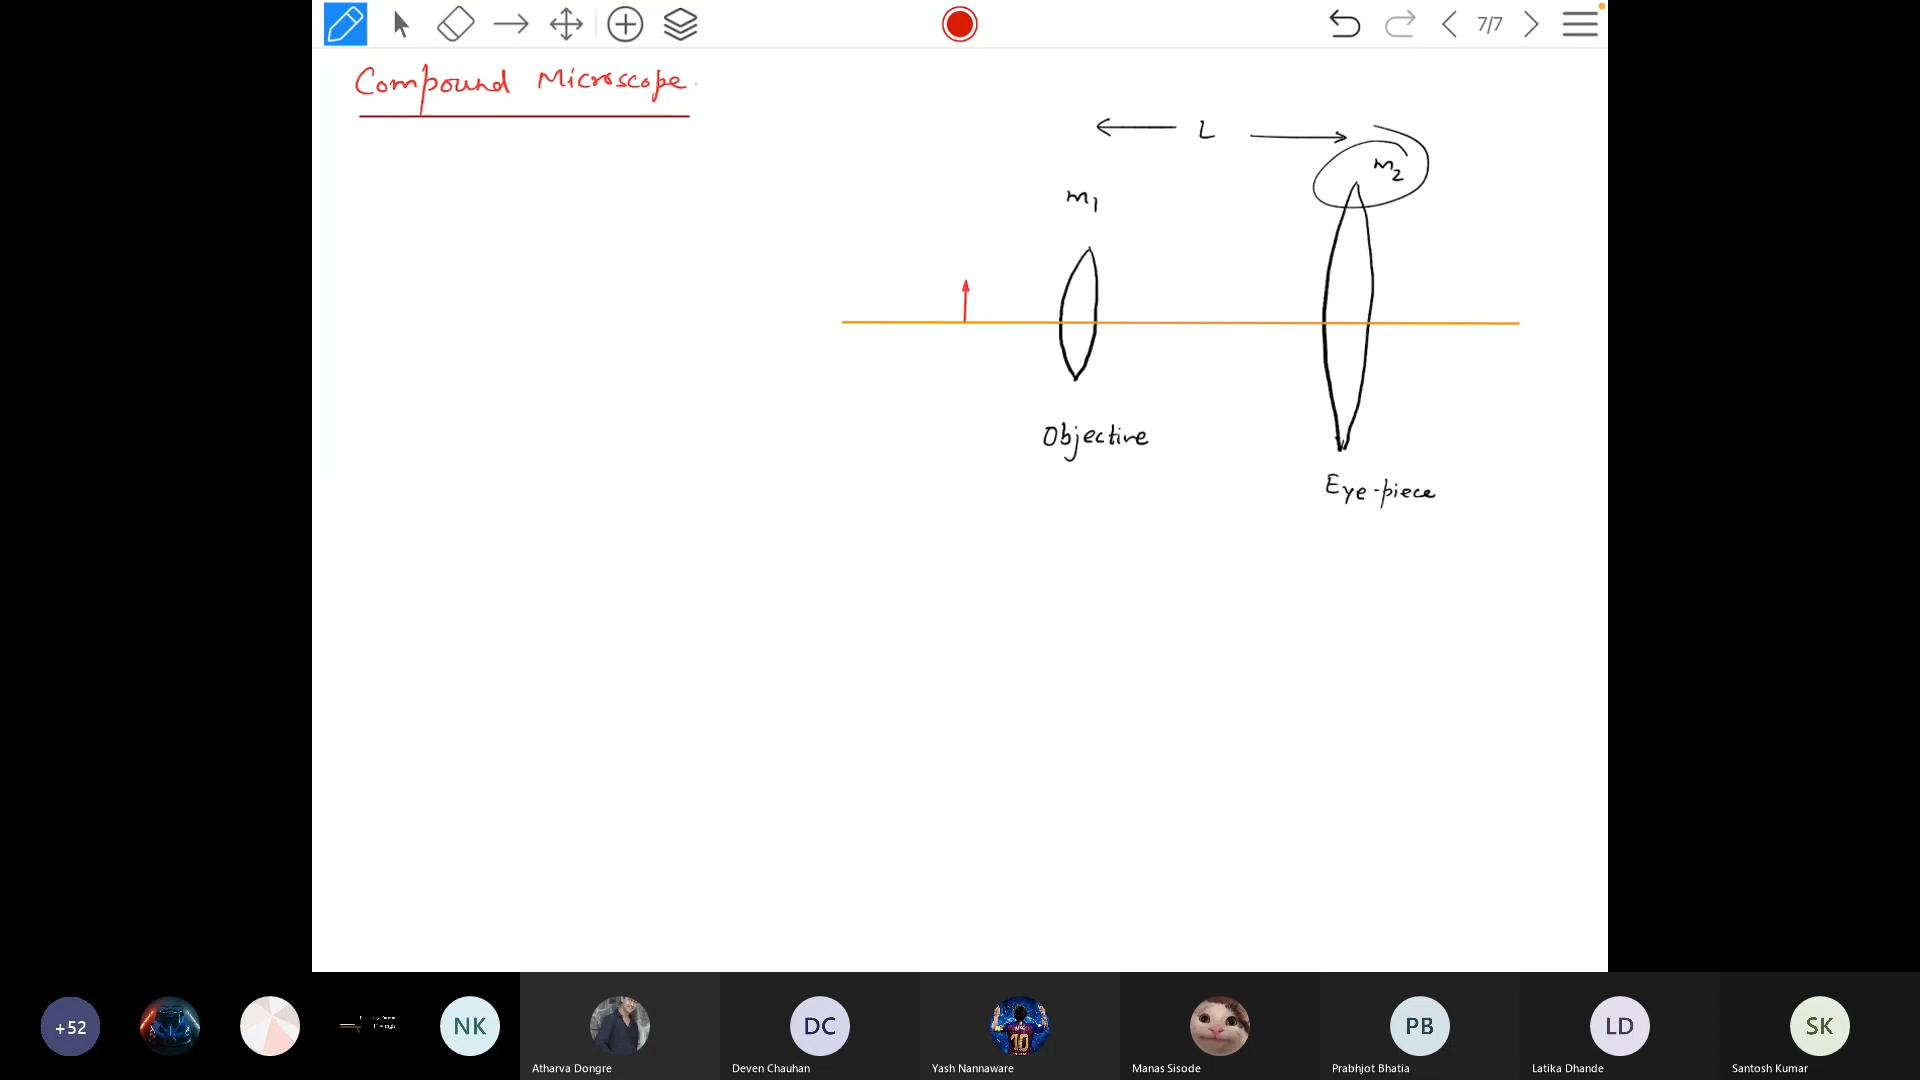 7/7
Compound Microscope
L
m2
m1
Objective
Eye-piece
+52
NK
DC
10
PB
LD
SK
Atharva Dongre
Deven Chauhan
Yash Nannaware
Manas Sisode
Prabhjot Bhatia
Latika Dhande
Santosh Kumar